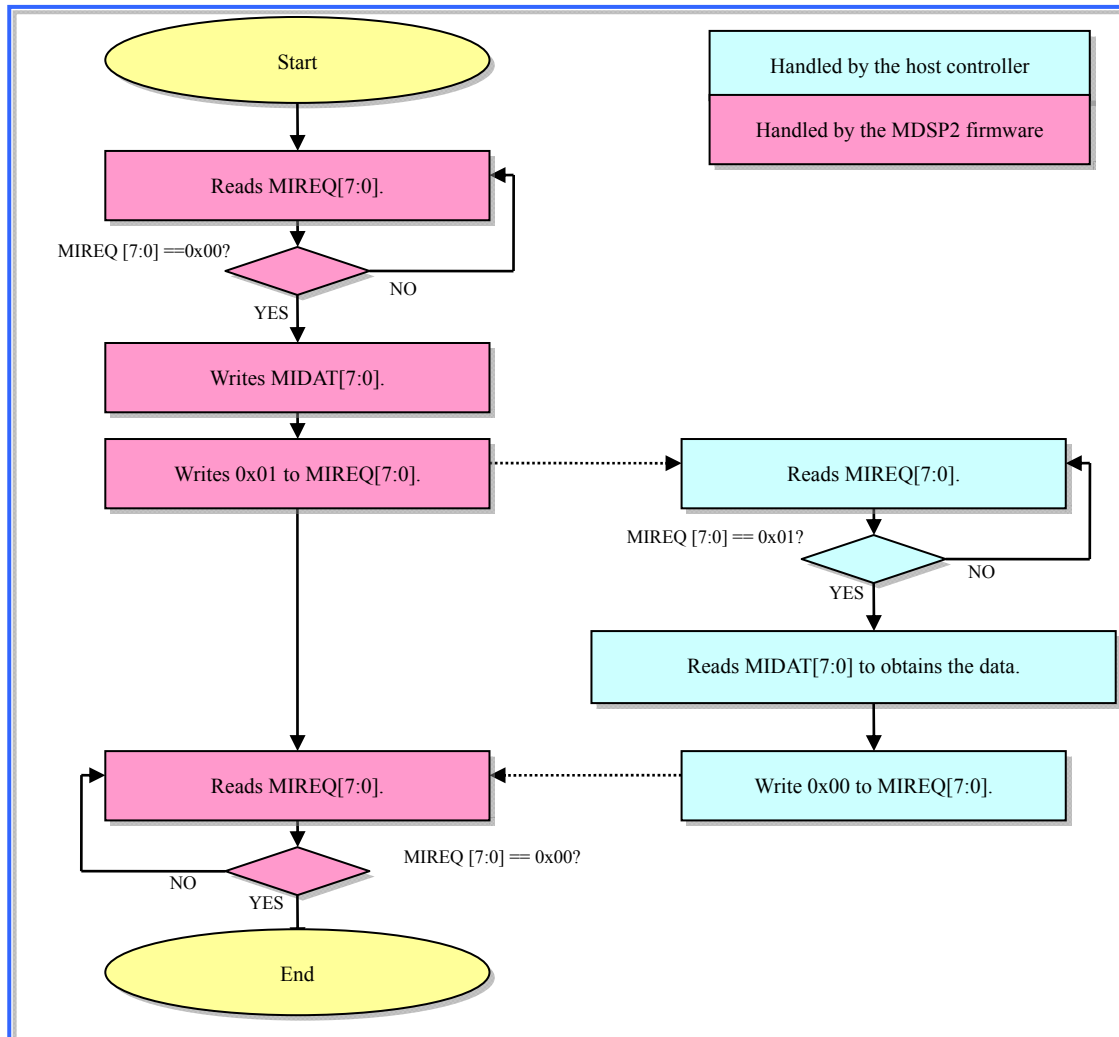 Start
Handled by the host controller
Handled by the MDSP2 firmware
Reads MIREQ[7:0].
MIREQ [7:0] ==0x00?
NO
YES
Writes MIDAT[7:0].
Writes 0x01 to MIREQ[7:0].
Reads MIREQ[7:0].
MIREQ [7:0] == 0x01?
NO
YES
Reads MIDAT[7:0] to obtains the data.
Reads MIREQ[7:0].
Write 0x00 to MIREQ[7:0].
MIREQ [7:0] == 0x00?
NO
YES
End